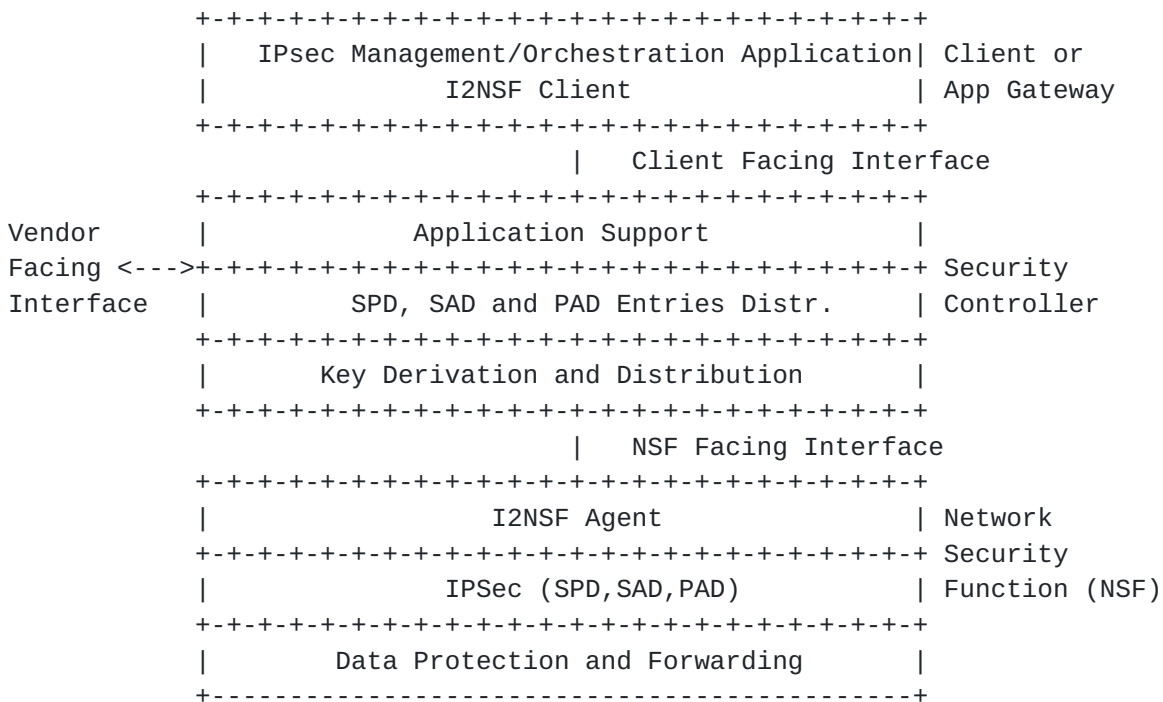 +-+-+-+-+-+-+-+-+-+-+-+-+-+-+-+-+-+-+-+-+-+-+-+
|   IPsec Management/Orchestration Application| Client or
|               I2NSF Client                  | App Gateway
+-+-+-+-+-+-+-+-+-+-+-+-+-+-+-+-+-+-+-+-+-+-+-+
|   Client Facing Interface
+-+-+-+-+-+-+-+-+-+-+-+-+-+-+-+-+-+-+-+-+-+-+-+
Vendor      |             Application Support             |
Facing <--->+-+-+-+-+-+-+-+-+-+-+-+-+-+-+-+-+-+-+-+-+-+-+-+ Security
Interface   |         SPD, SAD and PAD Entries Distr.     | Controller
+-+-+-+-+-+-+-+-+-+-+-+-+-+-+-+-+-+-+-+-+-+-+-+
|       Key Derivation and Distribution       |
+-+-+-+-+-+-+-+-+-+-+-+-+-+-+-+-+-+-+-+-+-+-+-+
|   NSF Facing Interface
+-+-+-+-+-+-+-+-+-+-+-+-+-+-+-+-+-+-+-+-+-+-+-+
|                  I2NSF Agent                | Network
+-+-+-+-+-+-+-+-+-+-+-+-+-+-+-+-+-+-+-+-+-+-+-+ Security
|               IPSec (SPD,SAD,PAD)           | Function (NSF)
+-+-+-+-+-+-+-+-+-+-+-+-+-+-+-+-+-+-+-+-+-+-+-+
|        Data Protection and Forwarding       |
+---------------------------------------------+